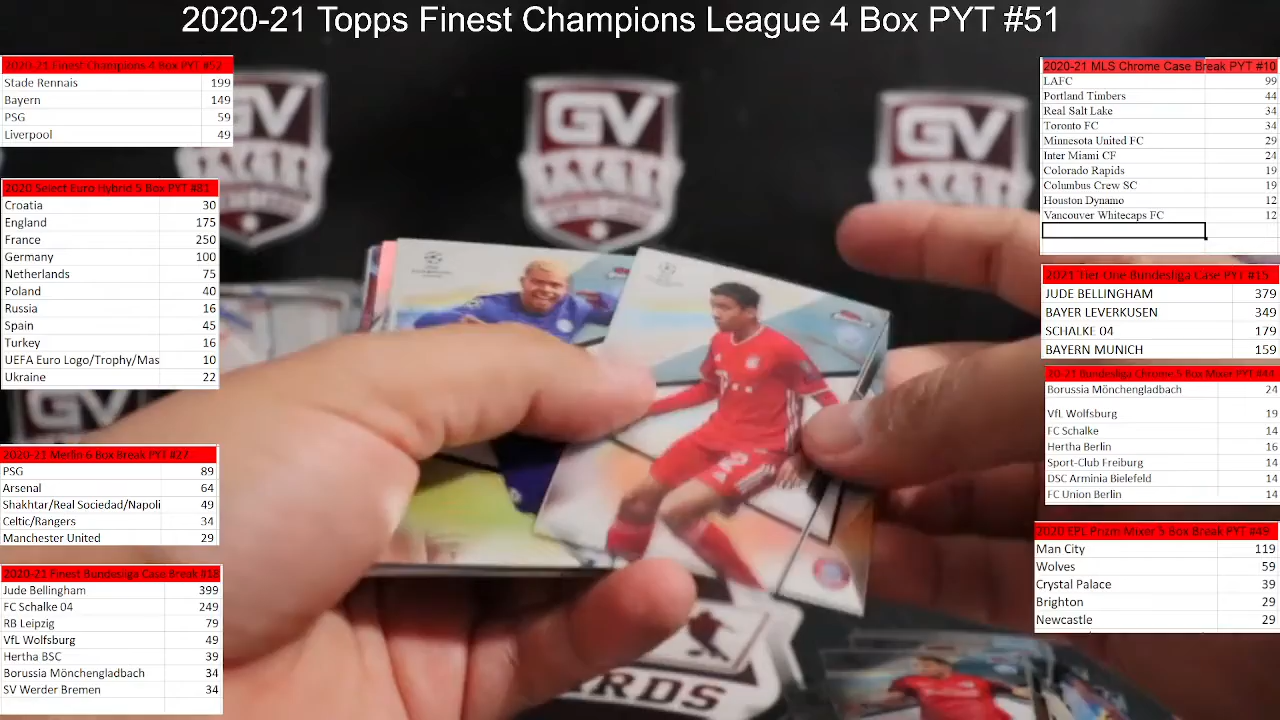 2020-21 Topps Finest Champions League 4 Box PYT #51
2020-21 Finest Champions 4 Box PYT #52
Stade Rennais 199
Bayern 149
PSG 59
Liverpool 49
2020 Select Euro Hybrid 5 Box PYT #81
Croatia 30
England 175
France 250
Germany 100
Netherlands 75
Poland 40
Russia 16
Spain 45
Turkey 16
UEFA Euro Logo/Trophy/Mas 10
Ukraine 22
2020-21 Merlin 6 Box Break PYT #27
PSG 89
Arsenal 64
Shakhtar/Real Sociedad/Napoli 49
Celtic/Rangers 34
Manchester United 29
2020-21 Finest Bundesliga Case Break #18
Jude Bellingham 399
FC Schalke 04 249
RB Leipzig 79
VfL Wolfsburg 49
Hertha BSC 39
Borussia Mönchengladbach 34
SV Werder Bremen 34
2020-21 MLS Chrome Case Break PYT #10
LAFC 99
Portland Timbers 44
Real Salt Lake 34
Toronto FC 34
Minnesota United FC 29
Inter Miami CF 24
Colorado Rapids 19
Columbus Crew SC 19
Houston Dynamo 12
Vancouver Whitecaps FC 12
2021 Tier One Bundesliga Case PYT #15
JUDE BELLINGHAM 379
BAYER LEVERKUSEN 349
SCHALKE 04 179
BAYERN MUNICH 159
20-21 Bundesliga Chrome 5 Box Mixer PYT #44
Borussia Mönchengladbach 24
VfL Wolfsburg 19
FC Schalke 14
Hertha Berlin 16
Sport-Club Freiburg 14
DSC Arminia Bielefeld 14
FC Union Berlin 14
2020 EPL Prizm Mixer 5 Box Break PYT #49
Man City 119
Wolves 59
Crystal Palace 39
Brighton 29
Newcastle 29
GV
GV
GV
GV
RDS